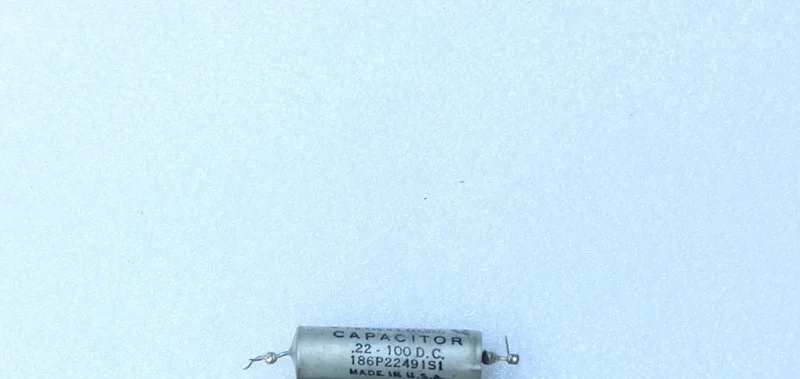 CAPACITOR
.22 - 100 D.C.
186P22491S1
MADE IN U.S.A.